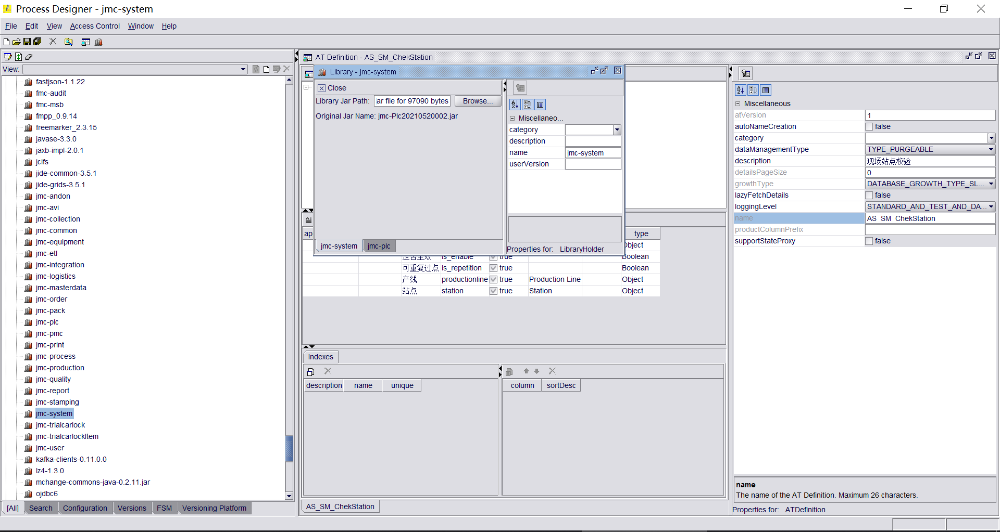 Process Designer - jmc-system
File Edit View Access Control Window Help
View:
fastjson-1.1.22
fmc-audit
fmc-msb
fmpp_0.9.14
freemarker_2.3.15
javase-3.3.0
jaxb-impl-2.0.1
jcifs
jide-common-3.5.1
jide-grids-3.5.1
jmc-andon
jmc-avi
jmc-collection
jmc-common
jmc-equipment
jmc-etl
jmc-integration
jmc-logistics
jmc-masterdata
jmc-order
jmc-pack
jmc-plc
jmc-pmc
jmc-print
jmc-process
jmc-production
jmc-quality
jmc-report
jmc-stamping
jmc-system
jmc-trialcarlock
jmc-trialcarlockItem
jmc-user
kafka-clients-0.11.0.0
lz4-1.3.0
mchange-commons-java-0.2.11.jar
ojdbc6
[All] Search Configuration Versions FSM Versioning Platform
AT Definition - AS_SM_ChekStation
Library - jmc-system
Close
Library Jar Path: ar file for 97090 bytes Browse...
Original Jar Name: jmc-Plc20210520002.jar
jmc-system jmc-plc
Miscellaneo...
category
description
name jmc-system
userVersion
Properties for: LibraryHolder
ap type
Object
是否生效 is_enable true Boolean
可重复过点 is_repetition true Boolean
产线 productionline true Production Line Object
站点 station true Station Object
Indexes
description name unique
column sortDesc
AS_SM_ChekStation
Miscellaneous
atVersion 1
autoNameCreation false
category
dataManagementType TYPE_PURGEABLE
description 现场站点校验
detailsPageSize 0
growthType DATABASE_GROWTH_TYPE_SL...
lazyFetchDetails false
loggingLevel STANDARD_AND_TEST_AND_DA...
name AS_SM_ChekStation
productColumnPrefix
supportStateProxy false
name
The name of the AT Definition. Maximum 26 characters.
Properties for: ATDefinition